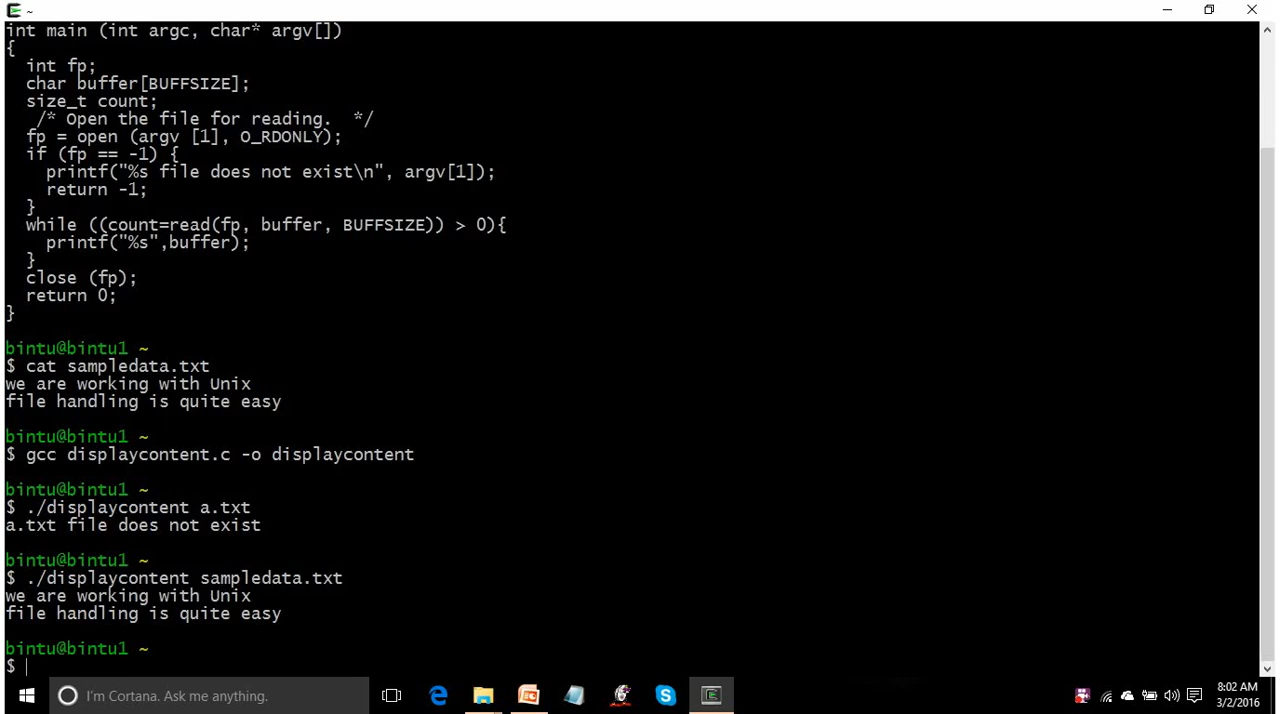 ~
int main (int argc, char* argv[])
{
  int fp;
  char buffer[BUFFSIZE];
  size_t count;
   /* Open the file for reading.  */
  fp = open (argv [1], O_RDONLY);
  if (fp == -1) {
    printf("%s file does not exist\n", argv[1]);
    return -1;
  }
  while ((count=read(fp, buffer, BUFFSIZE)) > 0){
    printf("%s",buffer);
  }
  close (fp);
  return 0;
}
bintu@bintu1 ~
$ cat sampledata.txt
we are working with Unix
file handling is quite easy
bintu@bintu1 ~
$ gcc displaycontent.c -o displaycontent
bintu@bintu1 ~
$ ./displaycontent a.txt
a.txt file does not exist
bintu@bintu1 ~
$ ./displaycontent sampledata.txt
we are working with Unix
file handling is quite easy
bintu@bintu1 ~
$
I'm Cortana. Ask me anything.
8:02 AM
3/2/2016